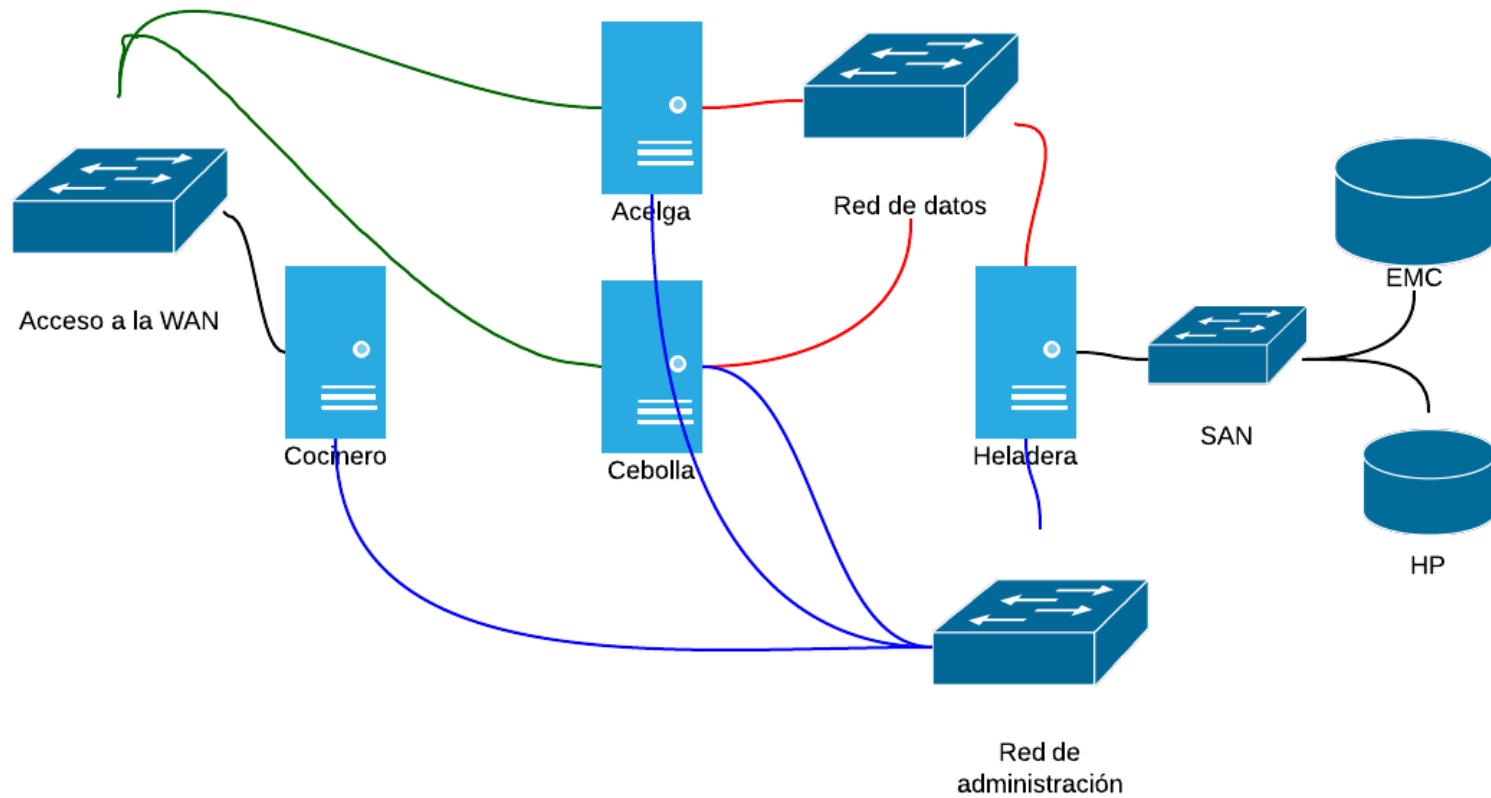 Acelga
Red de datos
EMC
Acceso a la WAN
SAN
Cocinero
Cebolla
Heladera
HP
Red de
administración